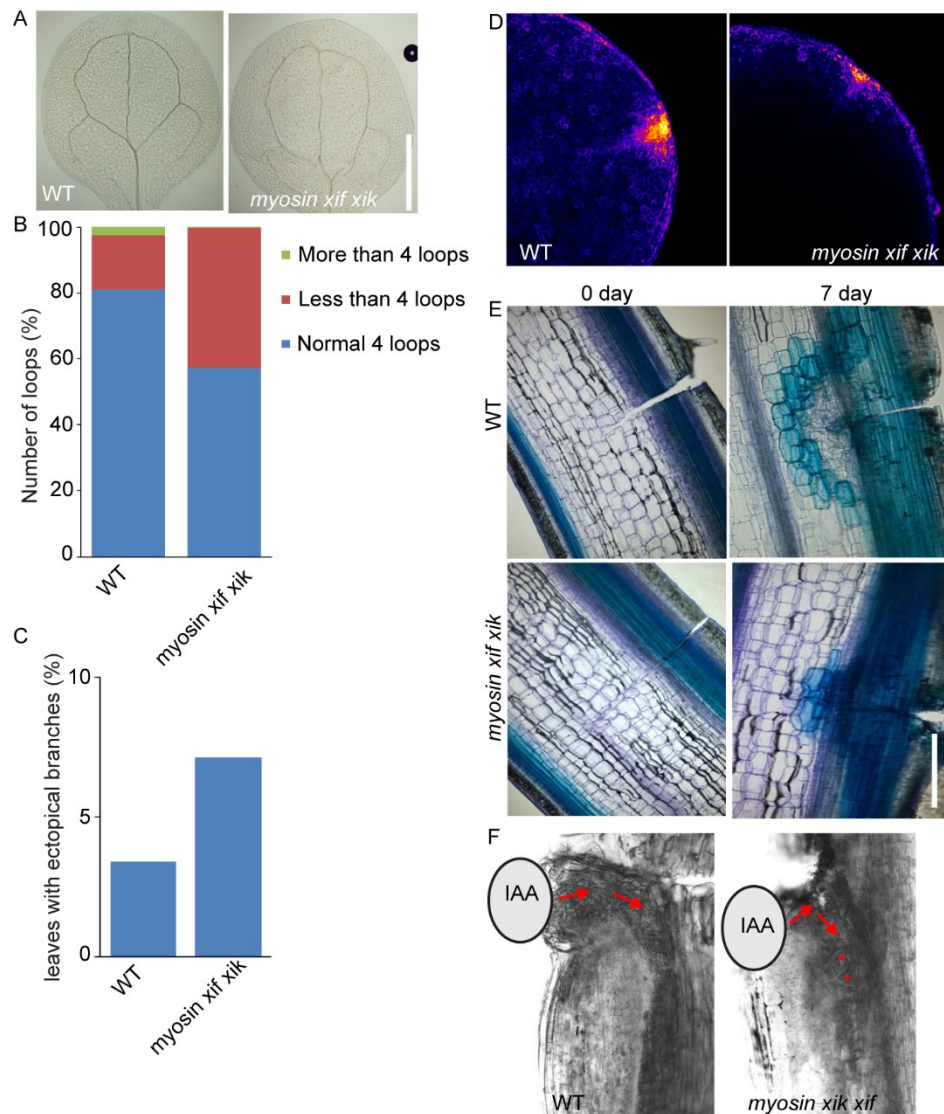 A
WT
myosin xif xik
B
Number of loops (%)
100
80
60
40
20
0
WT
myosin xif xik
More than 4 loops
Less than 4 loops
Normal 4 loops
C
leaves with ectopical branches (%)
10
5
0
WT
myosin xif xik
D
WT
myosin xif xik
0 day
7 day
E
WT
myosin xif xik
F
IAA
WT
IAA
*
*
myosin xik xif